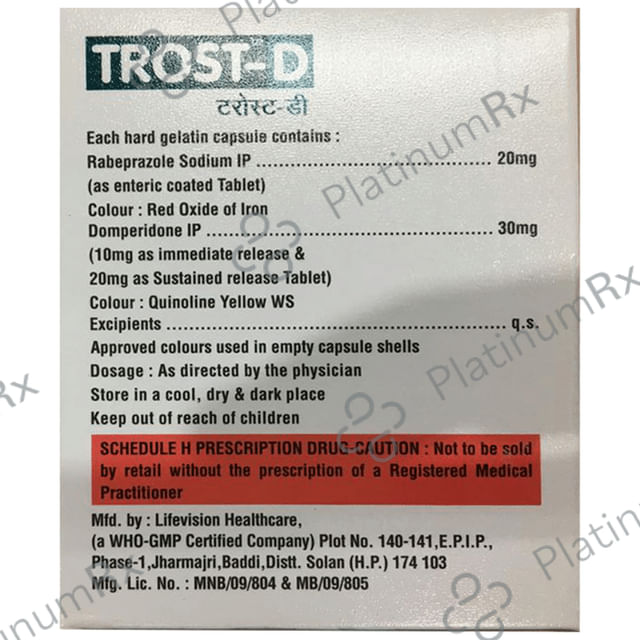 TROST-D
टरोस्ट-डी
Each hard gelatin capsule contains :
Rabeprazole Sodium IP ........................................ 20mg
(as enteric coated Tablet)
Colour : Red Oxide of Iron
Domperidone IP ................................................. 30mg
(10mg as immediate release &
20mg as Sustained release Tablet)
Colour : Quinoline Yellow WS
Excipients ........................................................... q.s.
Approved colours used in empty capsule shells
Dosage : As directed by the physician
Store in a cool, dry & dark place
Keep out of reach of children
SCHEDULE H PRESCRIPTION DRUG-CAUTION : Not to be sold
by retail without the prescription of a Registered Medical
Practitioner
Mfd. by : Lifevision Healthcare,
(a WHO-GMP Certified Company) Plot No. 140-141,E.P.I.P.,
Phase-1,Jharmajri,Baddi,Distt. Solan (H.P.) 174 103
Mfg. Lic. No. : MNB/09/804 & MB/09/805
PlatinumRx
PlatinumRx
PlatinumRx